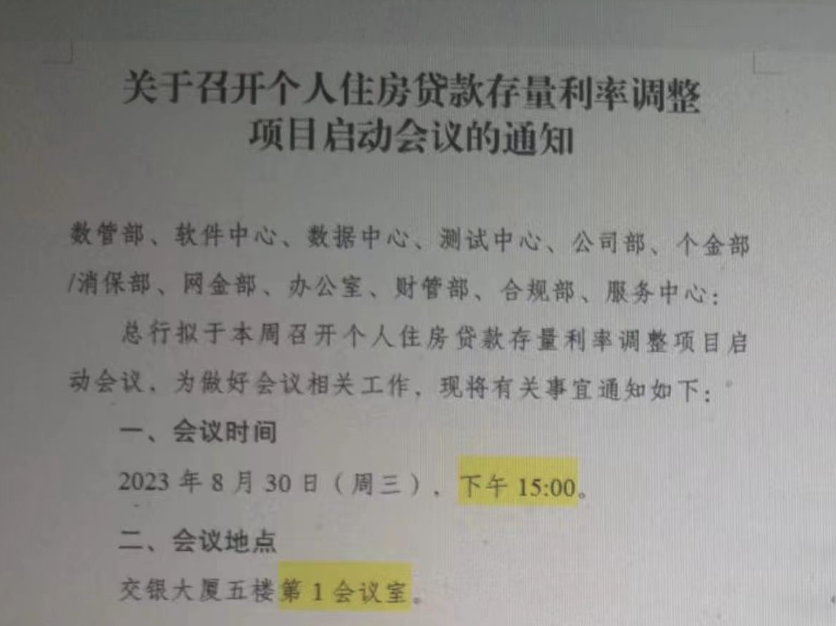 关于召开个人住房贷款存量利率调整
项目启动会议的通知
数管部、软件中心、数据中心、测试中心、公司部、个金部
/消保部、网金部、办公室、财管部、合规部、服务中心：
总行拟于本周召开个人住房贷款存量利率调整项目启
动会议，为做好会议相关工作，现将有关事宜通知如下：
一、会议时间
2023 年 8 月 30 日（周三），下午 15:00。
二、会议地点
交银大厦五楼第 1 会议室。